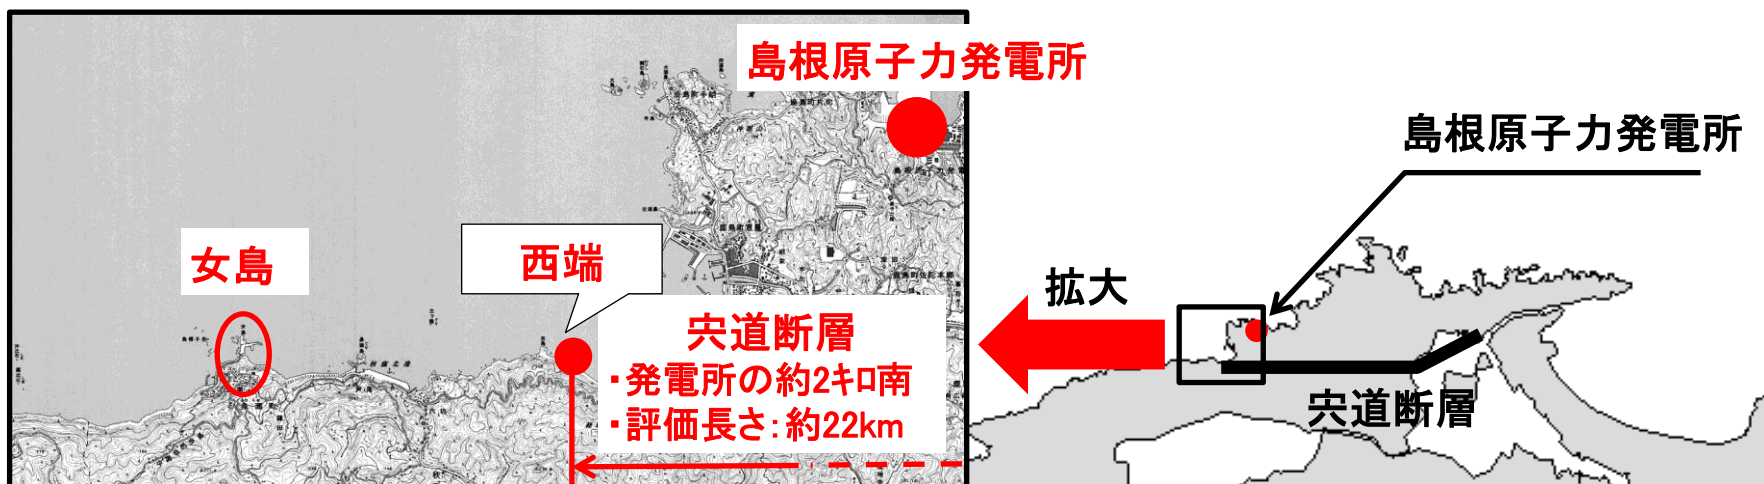 島根原子力発電所
島根原子力発電所
女島
西端
拡大
宍道断層
・発電所の約2キロ南
・評価長さ:約22km
宍道断層